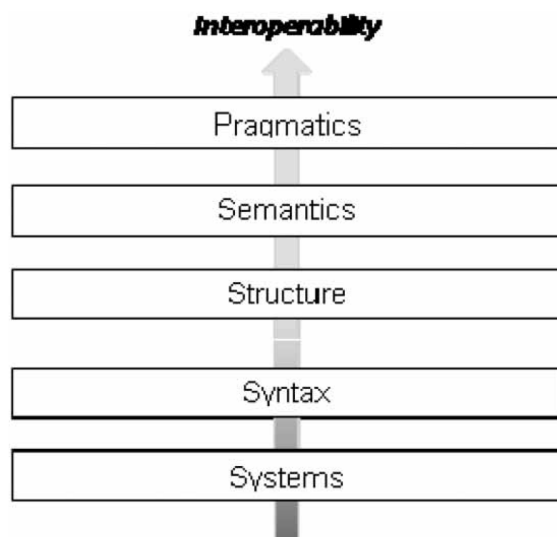 Interoperability
Pragmatics
Semantics
Structure
Syntax
Systems